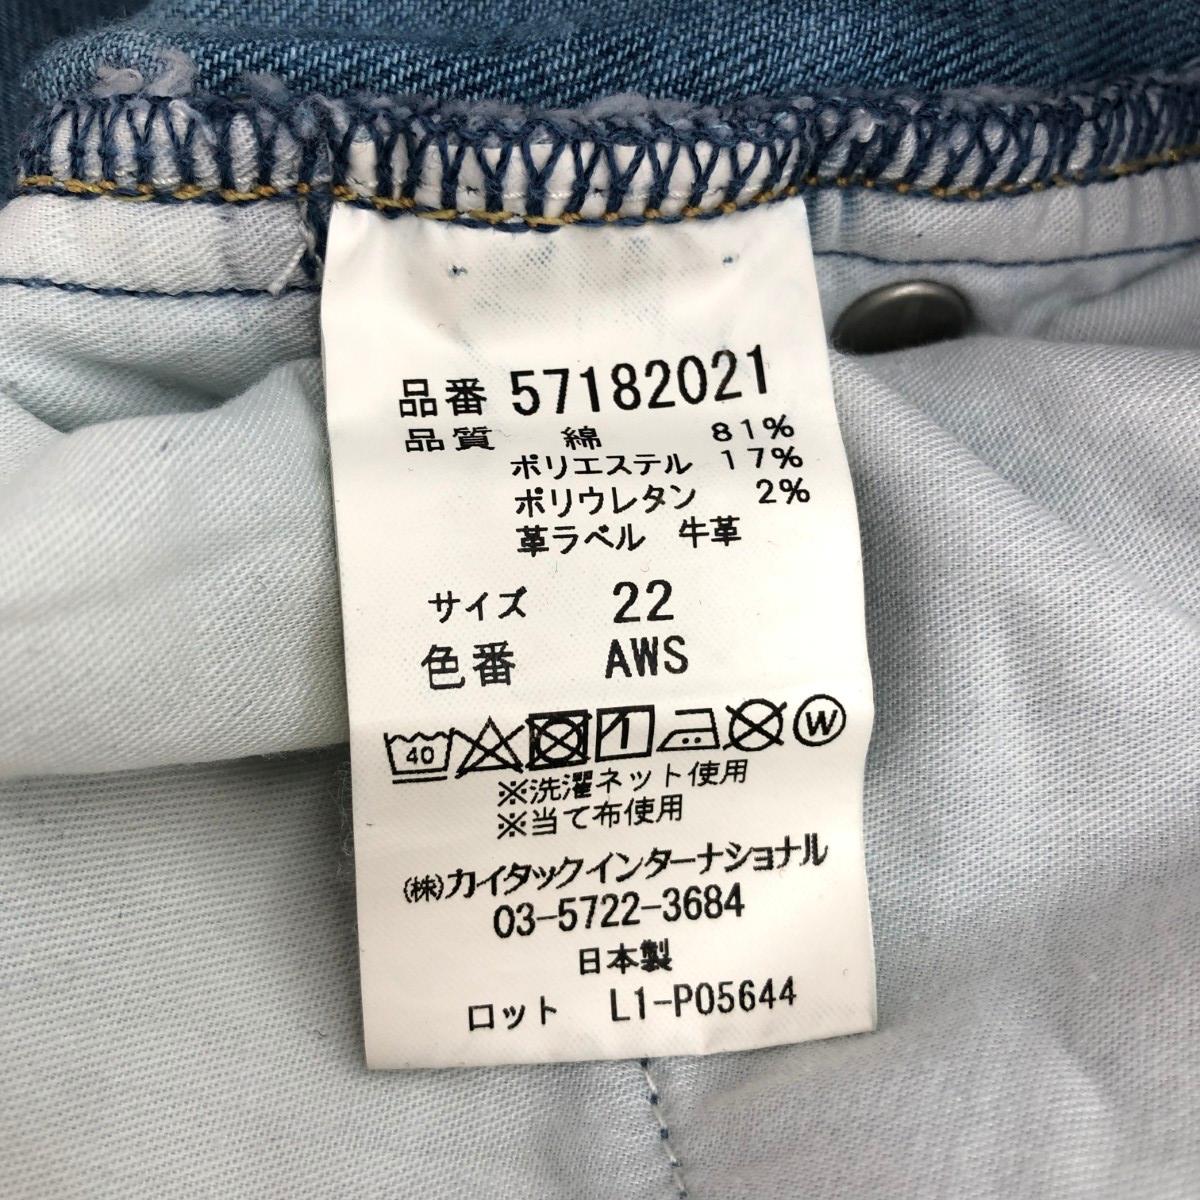 品番 57182021
品質 綿 81%
ポリエステル 17%
ポリウレタン 2%
革ラベル 牛革
サイズ 22
色番 AWS
40 W
※洗濯ネット使用
※当て布使用
㈱カイタックインターナショナル
03-5722-3684
日本製
ロット L1-P05644